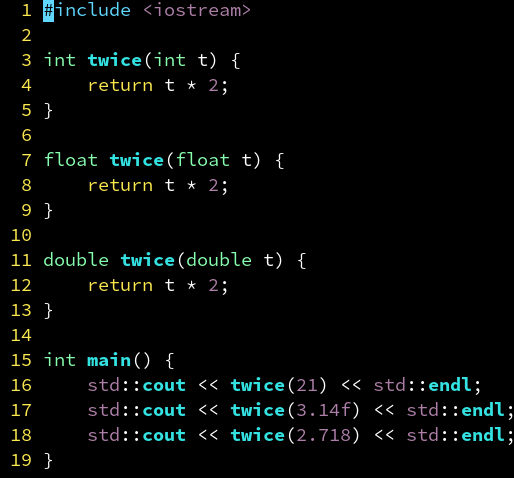 1 #include <iostream>
2
3 int twice(int t) {
4     return t * 2;
5 }
6
7 float twice(float t) {
8     return t * 2;
9 }
10
11 double twice(double t) {
12     return t * 2;
13 }
14
15 int main() {
16     std::cout << twice(21) << std::endl;
17     std::cout << twice(3.14f) << std::endl;
18     std::cout << twice(2.718) << std::endl;
19 }